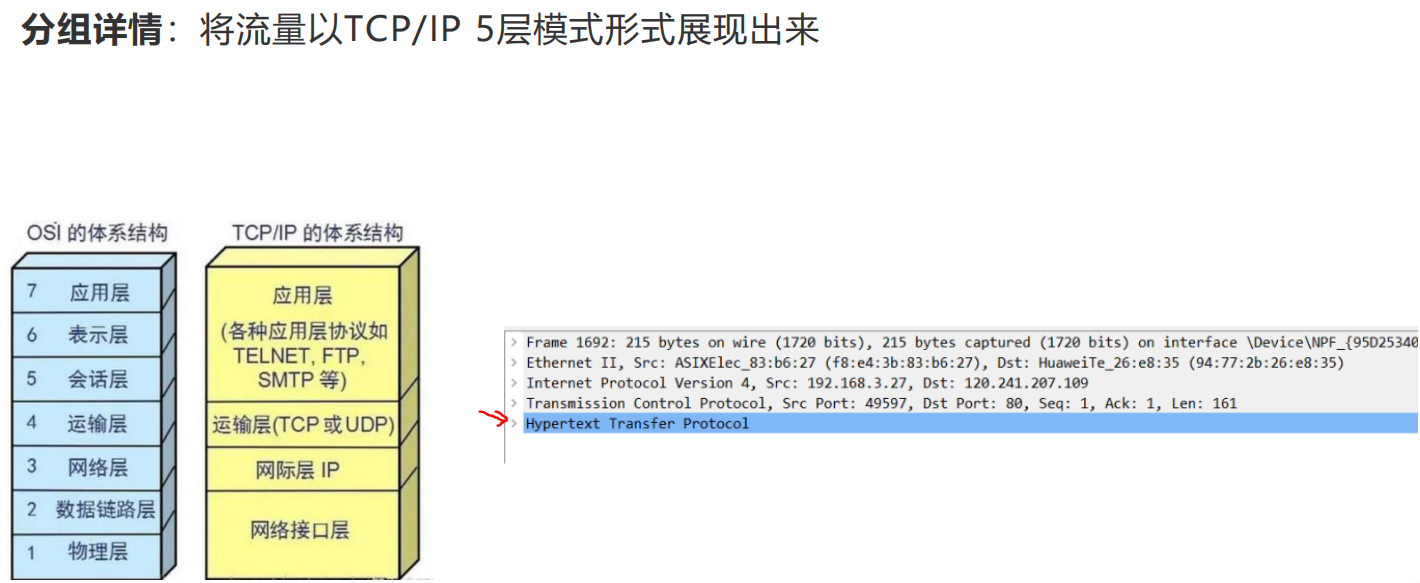 分组详情：将流量以TCP/IP 5层模式形式展现出来
OSI 的体系结构
7 应用层
6 表示层
5 会话层
4 运输层
3 网络层
2 数据链路层
1 物理层
TCP/IP 的体系结构
应用层
(各种应用层协议如
TELNET, FTP,
SMTP 等)
运输层(TCP 或 UDP)
网际层 IP
网络接口层
Frame 1692: 215 bytes on wire (1720 bits), 215 bytes captured (1720 bits) on interface \Device\NPF_{95D25340
Ethernet II, Src: ASIXElec_83:b6:27 (f8:e4:3b:83:b6:27), Dst: HuaweiTe_26:e8:35 (94:77:2b:26:e8:35)
Internet Protocol Version 4, Src: 192.168.3.27, Dst: 120.241.207.109
Transmission Control Protocol, Src Port: 49597, Dst Port: 80, Seq: 1, Ack: 1, Len: 161
Hypertext Transfer Protocol